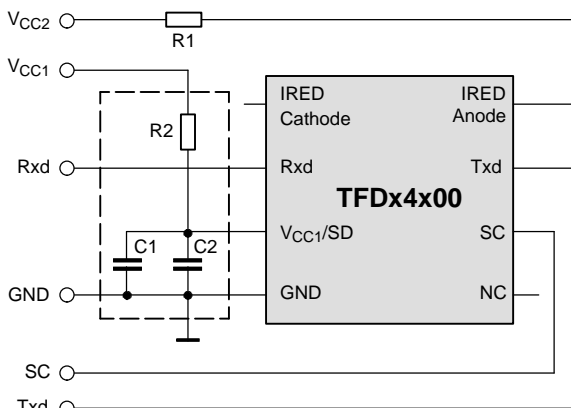 VCC2
R1
VCC1
IRED
Cathode
IRED
Anode
R2
Rxd
Rxd
Txd
TFDx4x00
C1
C2
VCC1/SD
SC
GND
GND
NC
SC
Txd